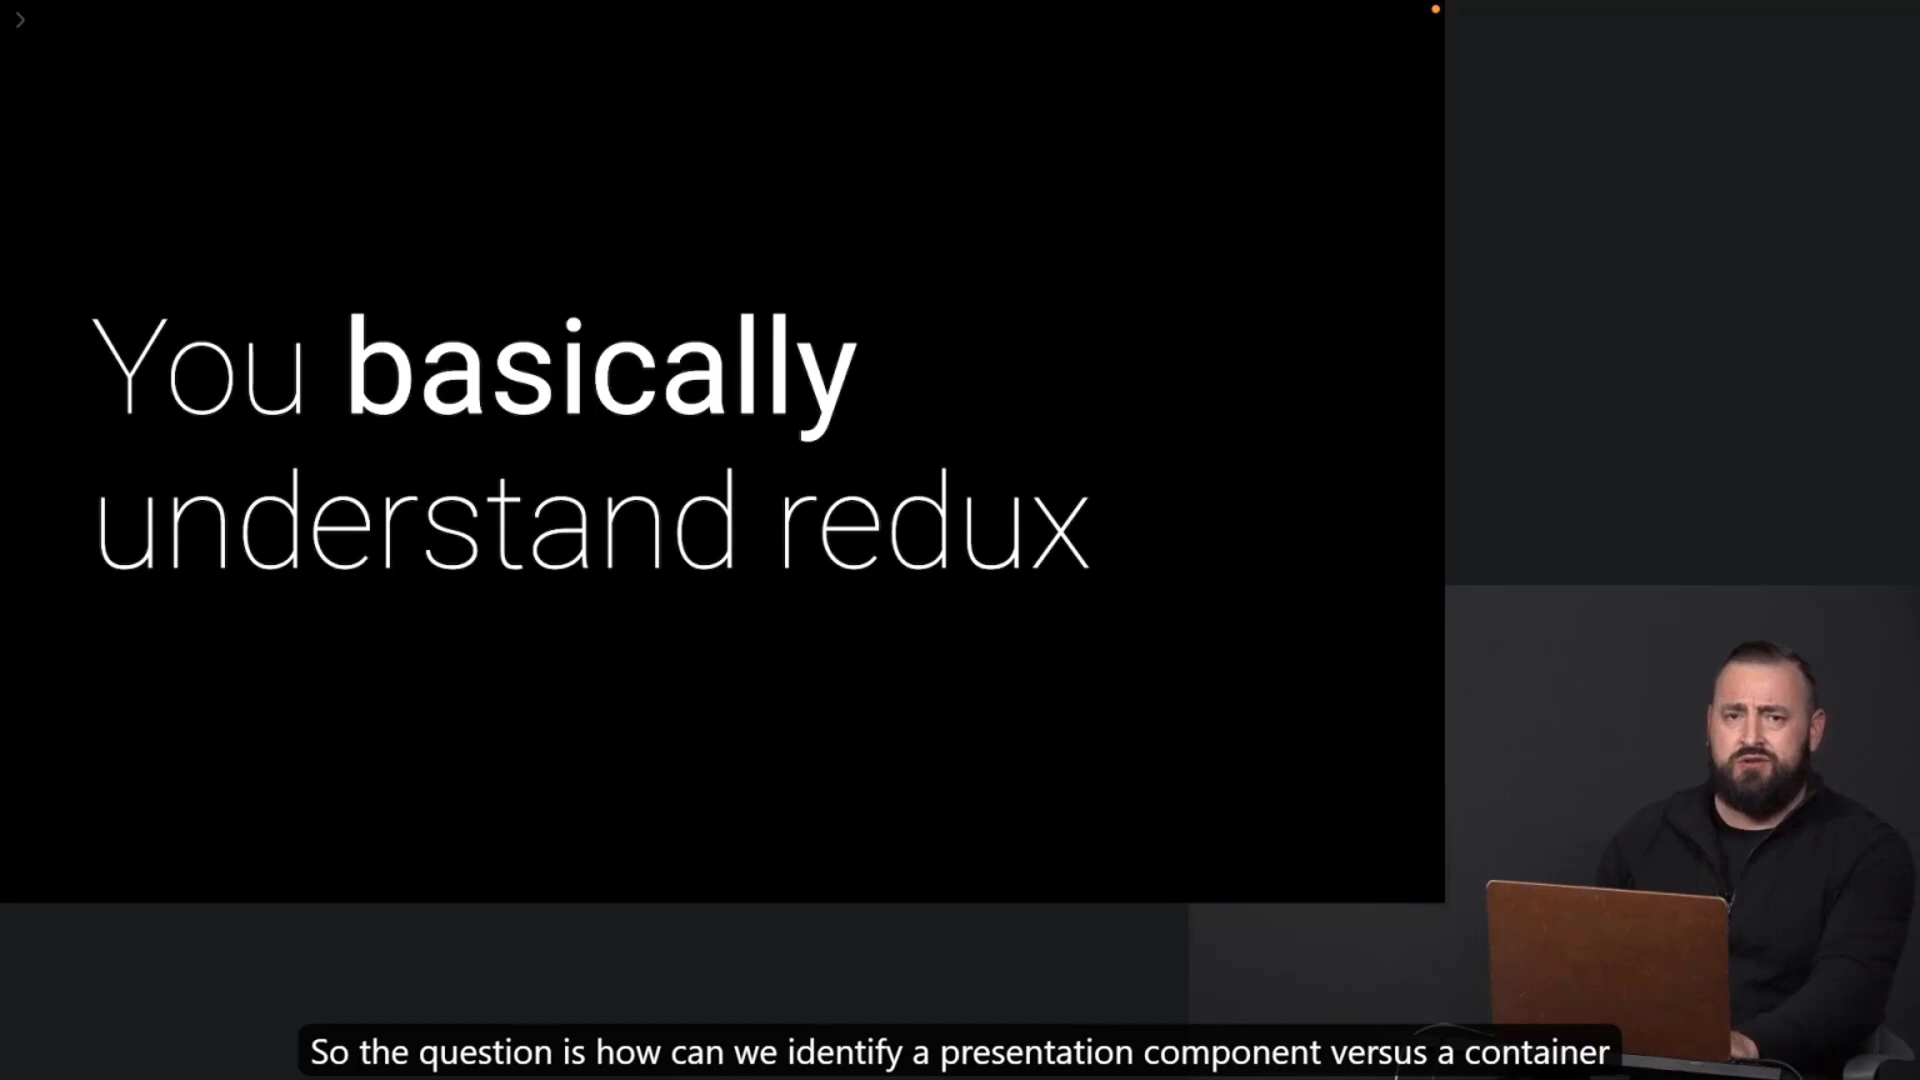 You basically
understand redux
So the question is how can we identify a presentation component versus a container